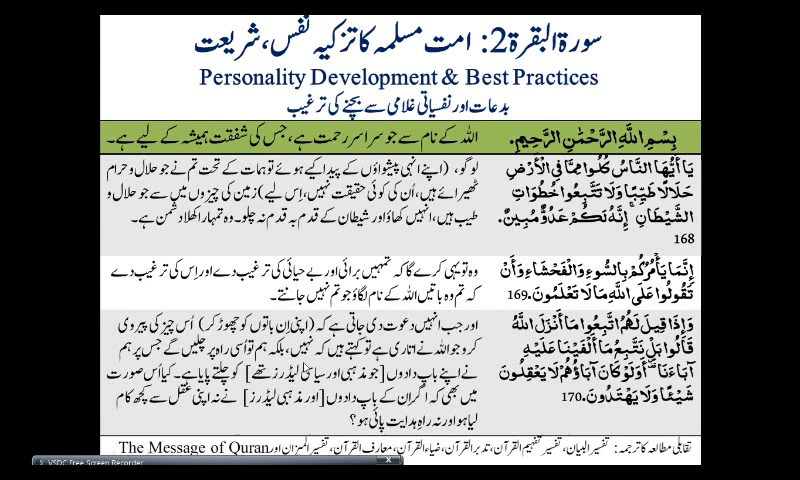 سورۃ البقرۃ 2: امت مسلمہ کا تزکیہ نفس، شریعت
Personality Development & Best Practices
بدعات اور نفسیاتی غلامی سے بچنے کی ترغیب
بِسْمِ اللَّهِ الرَّحْمَٰنِ الرَّحِيمِ.
اللہ کے نام سے جو سراسر رحمت ہے، جس کی شفقت ہمیشہ کے لیے ہے۔
يَا أَيُّهَا النَّاسُ كُلُوا مِمَّا فِي الْأَرْضِ
حَلَالًا طَيِّبًا وَلَا تَتَّبِعُوا خُطُوَاتِ
الشَّيْطَانِ ۚ إِنَّهُ لَكُمْ عَدُوٌّ مُبِينٌ.
168
لوگو، (اپنے انہی پیشواؤں کے پیدا کیے ہوئے توہمات کے تحت تم نے جو حلال و حرام
ٹھیرائے ہیں، اُن کی کوئی حقیقت نہیں، اِس لیے) زمین کی چیزوں میں سے جو حلال و
طیب ہیں، انہیں کھاؤ اور شیطان کے قدم بہ قدم نہ چلو۔ وہ تمہارا کھلا دشمن ہے۔
إِنَّمَا يَأْمُرُكُمْ بِالسُّوءِ وَالْفَحْشَاءِ وَأَنْ
تَقُولُوا عَلَى اللَّهِ مَا لَا تَعْلَمُونَ.169
وہ تو یہی کرے گا کہ تمہیں برائی اور بے حیائی کی ترغیب دے اور اِس کی ترغیب دے
کہ تم وہ باتیں اللہ کے نام لگاؤ جو تم نہیں جانتے۔
وَإِذَا قِيلَ لَهُمُ اتَّبِعُوا مَا أَنْزَلَ اللَّهُ
قَالُوا بَلْ نَتَّبِعُ مَا أَلْفَيْنَا عَلَيْهِ
آبَاءَنَا ۗ أَوَلَوْ كَانَ آبَاؤُهُمْ لَا يَعْقِلُونَ
شَيْئًا وَلَا يَهْتَدُونَ.170
اور جب انہیں دعوت دی جاتی ہے کہ (اپنی اِن باتوں کو چھوڑ کر) اُس چیز کی پیروی
کرو جو اللہ نے اتاری ہے تو کہتے ہیں کہ نہیں، بلکہ ہم تو اُسی راہ پر چلیں گے جس پر ہم
نے اپنے باپ دادوں [جو مذہبی اور سیاسی لیڈرز تھے] کو چلتے پایا ہے۔ کیا اُس صورت
میں بھی کہ اگر اِن کے باپ دادوں [اور مذہبی لیڈرز] نے نہ اپنی عقل سے کچھ کام
لیا ہو اور نہ راہِ ہدایت پائی ہو؟
تقابلی مطالعہ کا ترجمہ: تفسیر البیان، تفسیر تفہیم القرآن، تدبر القرآن، ضیاء القرآن، معارف القرآن، تفسیر المیزان اور The Message of Quran
VSDC Free Screen Recorder